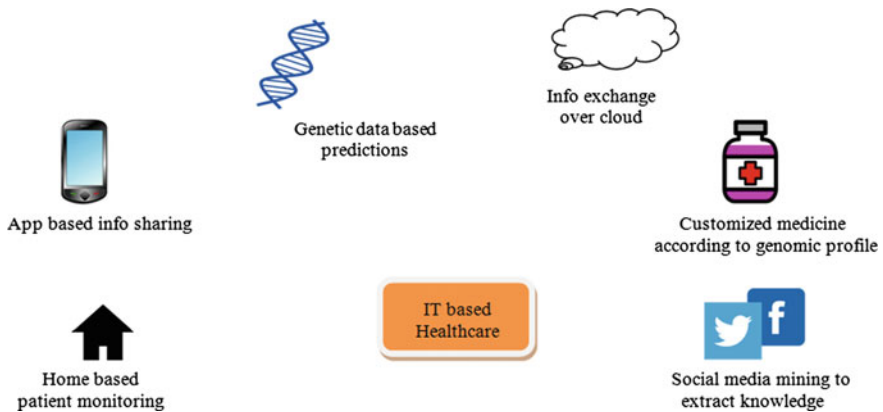 Info exchange
over cloud
Genetic data based
predictions
App based info sharing
Customized medicine
according to genomic profile
IT based
Healthcare
f
Home based
patient monitoring
Social media mining to
extract knowledge